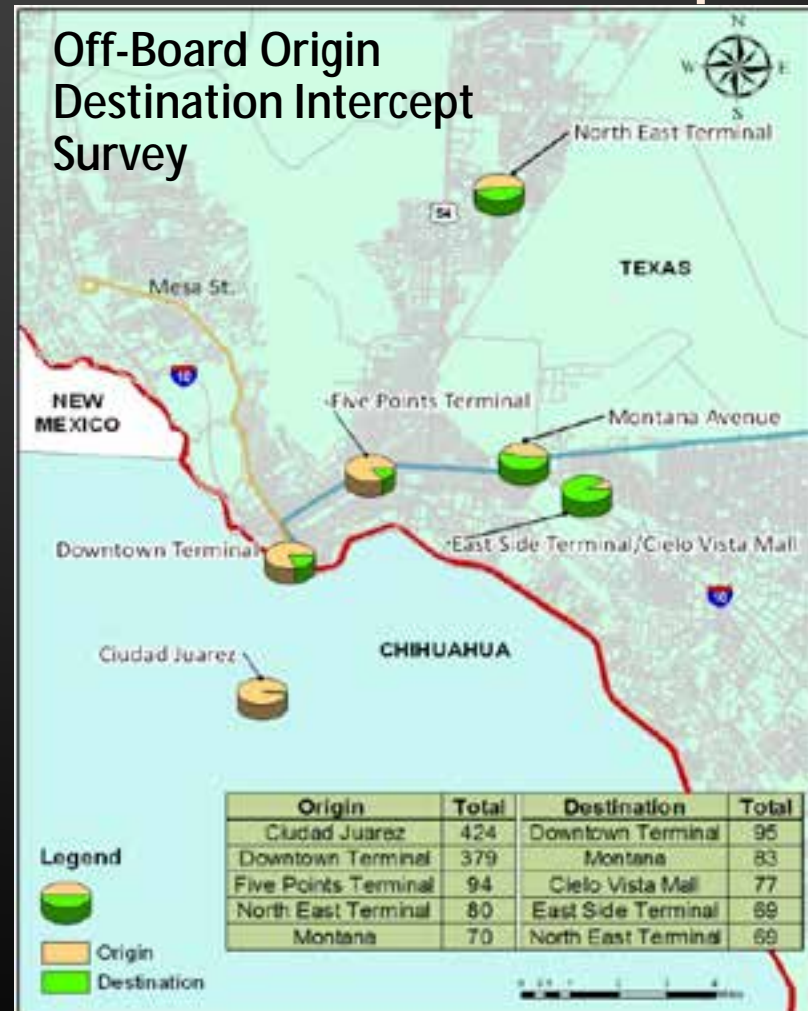 Off-Board Origin
Destination Intercept
Survey
N
W E
S
North East Terminal
54
TEXAS
Mesa St.
10
NEW
MEXICO
Five Points Terminal
Montana Avenue
Downtown Terminal
East Side Terminal/Cielo Vista Mall
10
Ciudad Juarez
CHIHUAHUA
Origin Total Destination Total
Ciudad Juarez 424 Downtown Terminal 95
Montana 83
Downtown Terminal 379
Five Points Terminal 94 Cielo Vista Mall 77
North East Terminal 80 East Side Terminal 69
Montana 70 North East Terminal 69
Legend
Origin
Destination